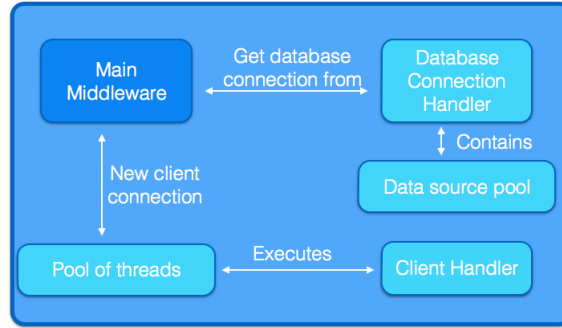 Main
Middleware
Get database
connection from
Database
Connection
Handler
Contains
Data source pool
New client
connection
Pool of threads
Executes
Client Handler